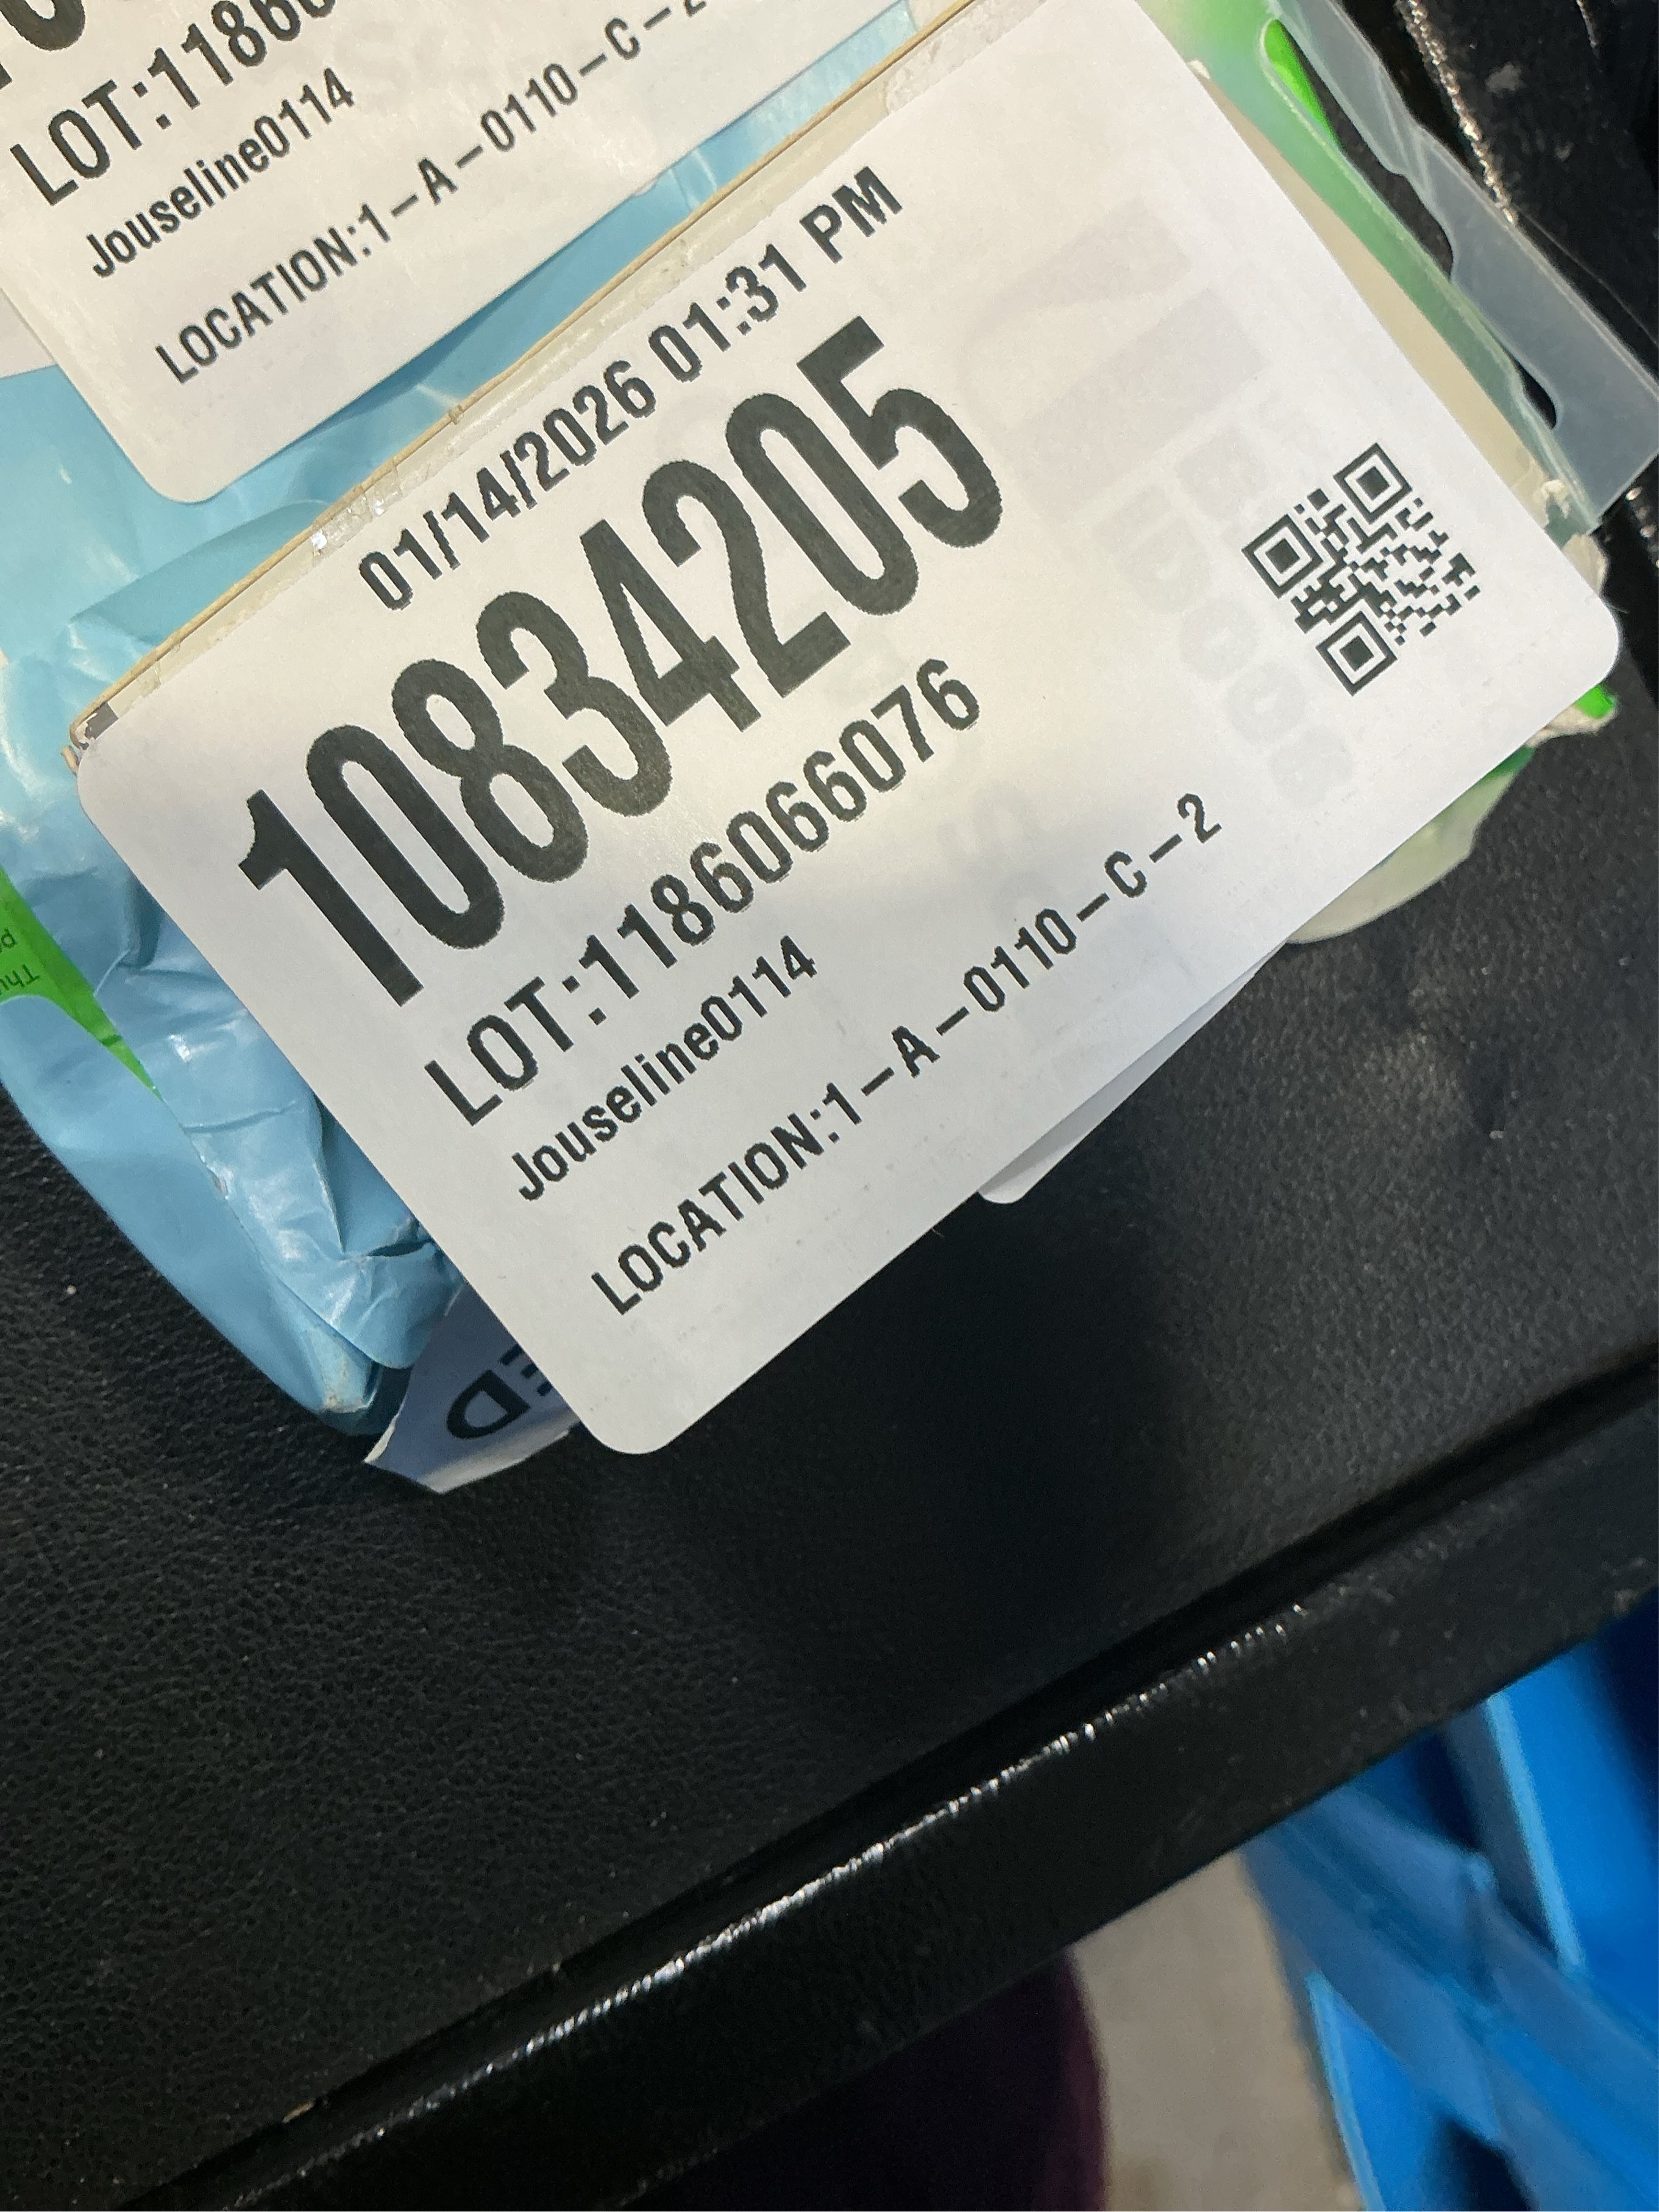 LOT:1186
Jouseline0114
LOCATION:1-A-0110-C-2
01/14/2026 01:31 PM
10834205
LOT:1186066076
Jouseline0114
LOCATION:1-A-0110-C-2
ED